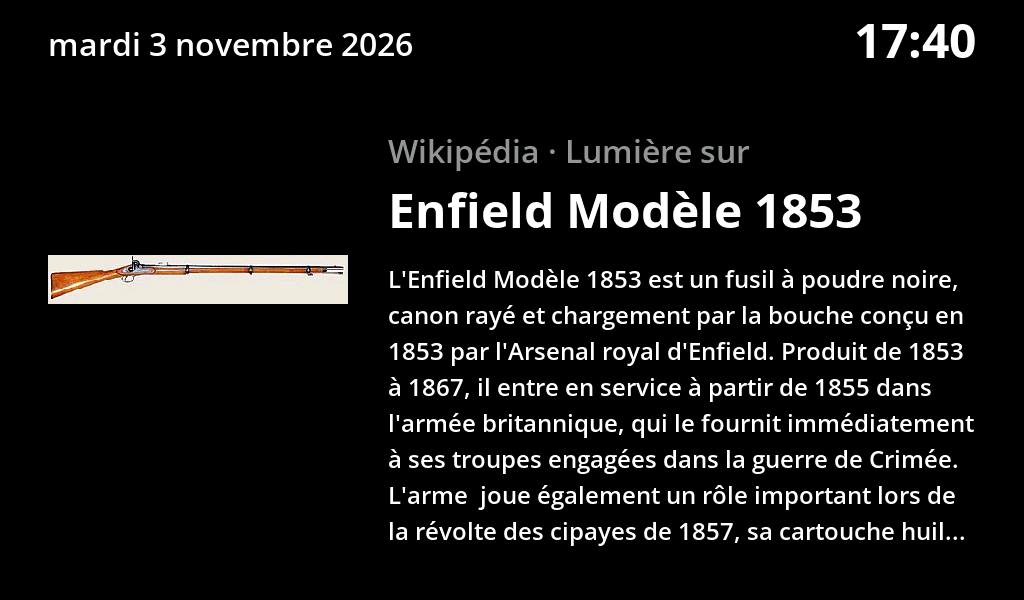 mardi 3 novembre 2026
17:40
Wikipédia · Lumière sur
Enfield Modèle 1853
L'Enfield Modèle 1853 est un fusil à poudre noire,
canon rayé et chargement par la bouche conçu en
1853 par l'Arsenal royal d'Enfield. Produit de 1853
à 1867, il entre en service à partir de 1855 dans
l'armée britannique, qui le fournit immédiatement
à ses troupes engagées dans la guerre de Crimée.
L'arme  joue également un rôle important lors de
la révolte des cipayes de 1857, sa cartouche huil...